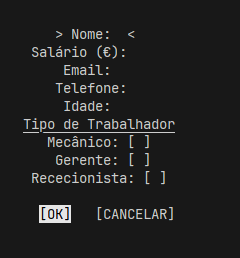 > Nome:  <
Salário (€):
Email:
Telefone:
Idade:
Tipo de Trabalhador
Mecânico: [ ]
Gerente: [ ]
Rececionista: [ ]
[OK]   [CANCELAR]